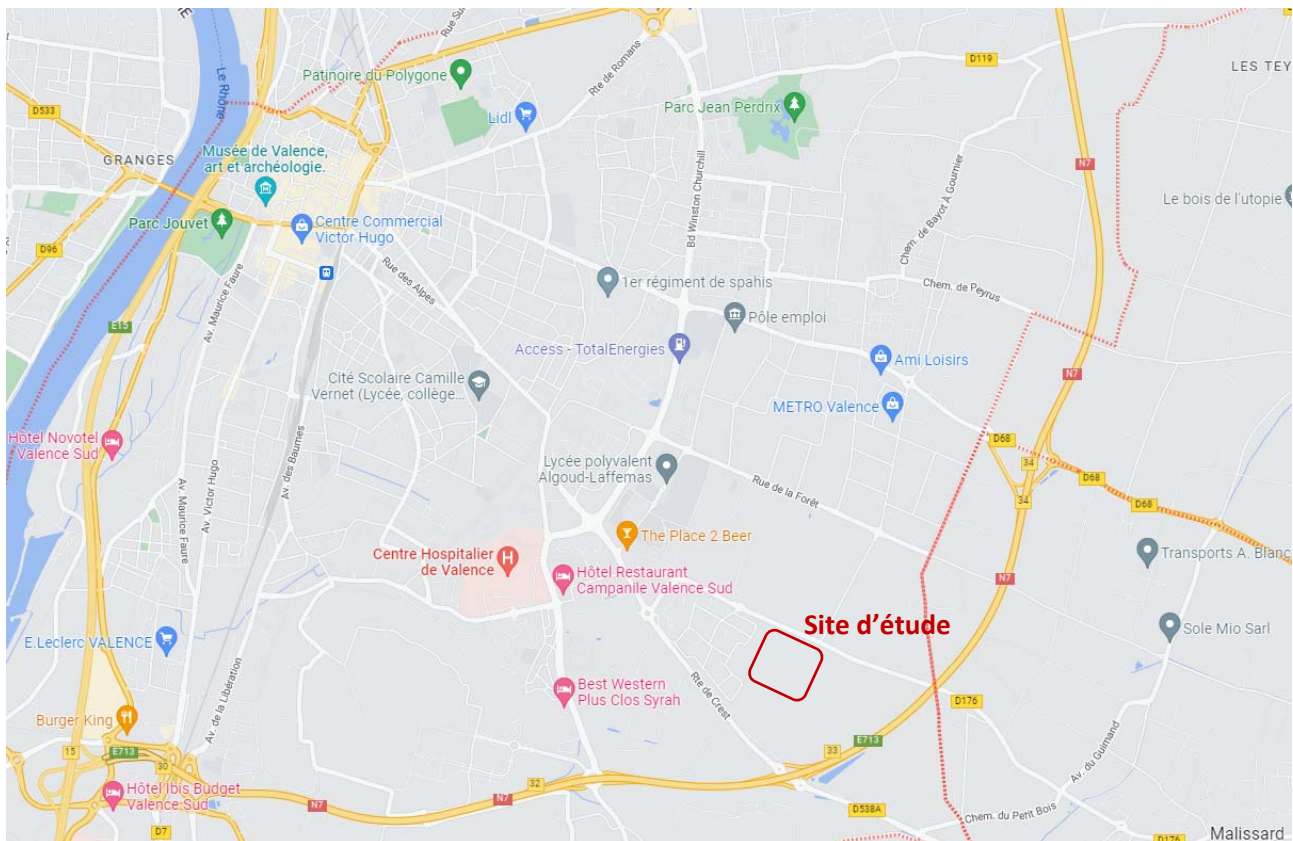 Rte de Romans
D119
LES TEY
Patinoire du Polygone
Le Rhône
Parc Jean Perdrix
D533
Lidl
GRANGES
Musée de Valence,
art et archéologie.
N7
Bd Winston Churchill
Le bois de l'utopie
Chem. de Bayot À Gournier
Parc Jouvet
Centre Commercial
Victor Hugo
D96
Rue des Alpes
1er régiment de spahis
Chem. de Peyrus
Av. Maurice Faure
Pôle emploi
E15
Access - TotalEnergies
Ami Loisirs
N7
Cité Scolaire Camille
Vernet (Lycée, collège...
METRO Valence
Hôtel Novotel
Valence Sud
D68
34
D68
Lycée polyvalent
Algoud-Laffemas
Rue de la Forêt
Av. des Baumes
Av. Victor Hugo
Av. Maurice Faure
34
D68
The Place 2 Beer
Centre Hospitalier
de Valence
Transports A. Blanc
Hôtel Restaurant
Campanile Valence Sud
N7
Site d'étude
Sole Mio Sarl
E.Leclerc VALENCE
Best Western
Plus Clos Syrah
Rte de Crest
D176
Av. de la Libération
Burger King
Av. du Guimand
E713
15
E713
33
30
32
Hôtel Ibis Budget
Valence Sud
N7
N7
D538A
Chem. du Petit Bois
D7
D176
Malissard